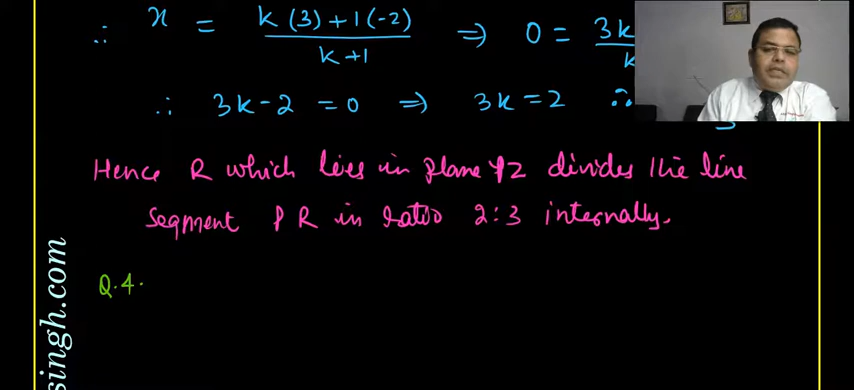 ∴ x = k(3)+1(-2) / k+1 ⇒ 0 = 3k
∴ 3k-2 = 0 ⇒ 3k = 2 ∴
Hence R which lies in plane YZ divides the line
segment PR in ratio 2:3 internally.
Q.4.
singh.com